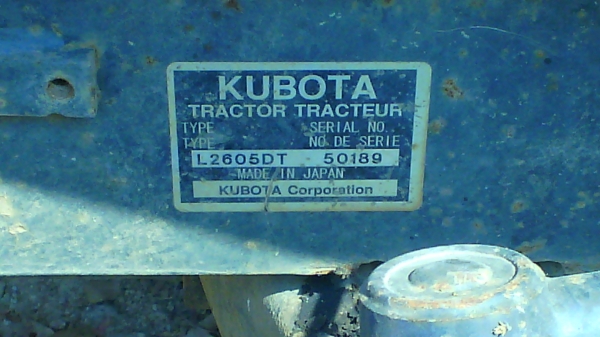 KUBOTA
TRACTOR TRACTEUR
TYPE SERIAL NO.
TYPE NO DE SERIE
L2605DT 50189
MADE IN JAPAN
KUBOTA Corporation